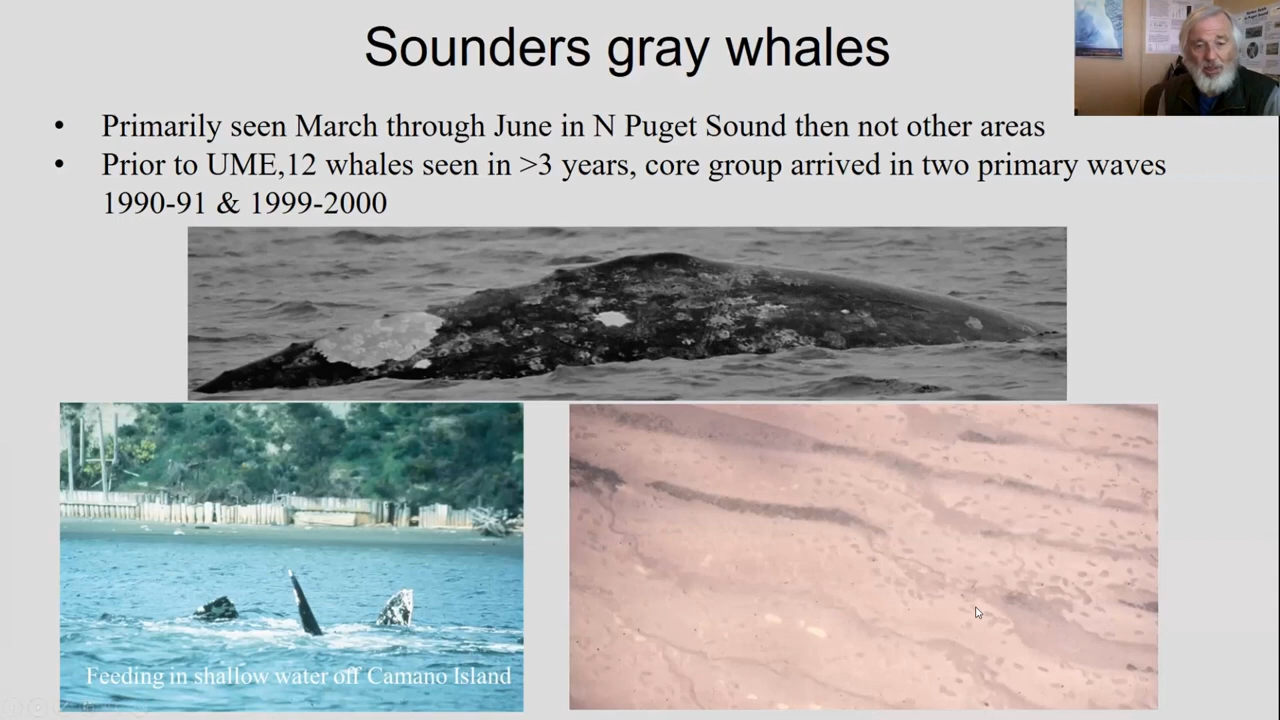 Sounders gray whales
• Primarily seen March through June in N Puget Sound then not other areas
• Prior to UME,12 whales seen in >3 years, core group arrived in two primary waves
1990-91 & 1999-2000
Feeding in shallow water off Camano Island